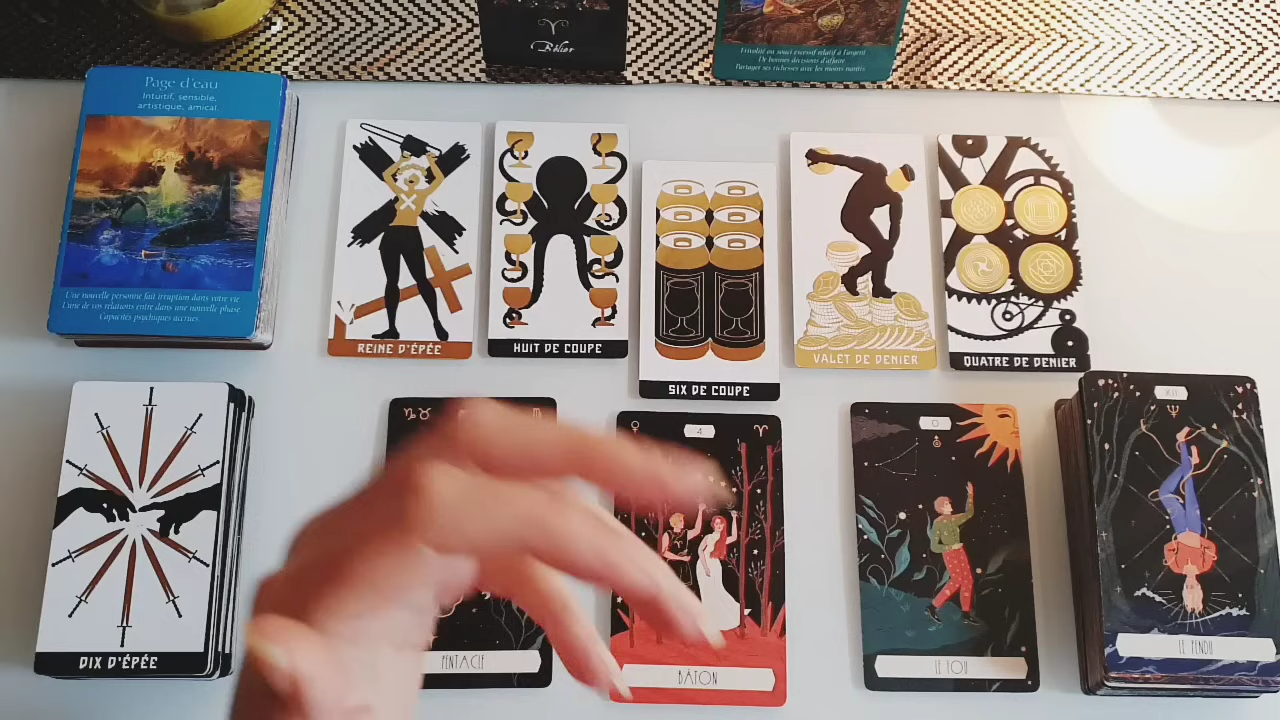 Bélier
Frivolité ou souci excessif relatif à l'argent
De bonnes décisions d'affaire
Partager ses richesses avec les moins nantis
Page d'eau
Intuitif, sensible,
artistique, amical.
Une nouvelle personne fait irruption dans votre vie
L'une de vos relations entre dans une nouvelle phase
Capacités psychiques accrues.
REINE D'ÉPÉE
HUIT DE COUPE
SIX DE COUPE
VALET DE DENIER
QUATRE DE DENIER
DIX D'ÉPÉE
PENTACLE
4
BÂTON
0
LE FOU
XII
LE PENDU